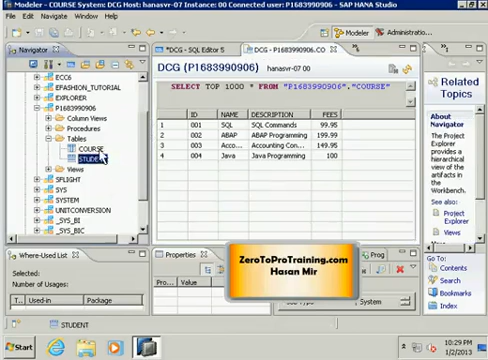 Modeler - COURSE System: DCG Host: hanasvr-07 Instance: 00 Connected user: P1683990906 - SAP HANA Studio
File Edit Navigate Window Help
Modeler
Administratio...
Navigator
*DCG - SQL Editor 5
DCG - P1683990906.CO
DCG (P1683990906) hanasvr-07
SELECT TOP 1000 * FROM "P1683990906"."COURSE"
ID NAME DESCRIPTION FEES
1 001 SQL SQL Commands 99.95
2 002 ABAP ABAP Programming 199.99
3 003 Accou... Accounting Con... 149.95
4 004 Java Java Programming 100
ECC6
EFASHION_TUTORIAL
EXPLORER
P1683990906
Column Views
Procedures
Tables
COURSE
STUDE
Views
SFLIGHT
SYS
SYSTEM
UNITCONVERSION
_SYS_BI
_SYS_BIC
Related Topics
About Navigator
The Project Explorer provides a hierarchical view of the artifacts in the Workbench.
See also:
Project Explorer
Views
Go To:
Contents
Search
Bookmarks
Index
Where-Used List
Selected:
Number of Usages:
Used-in Package
Properties
Prog
Pro... Value
System
ZeroToProTraining.com
Hasan Mir
STUDENT
Start
10:29 PM
1/2/2013